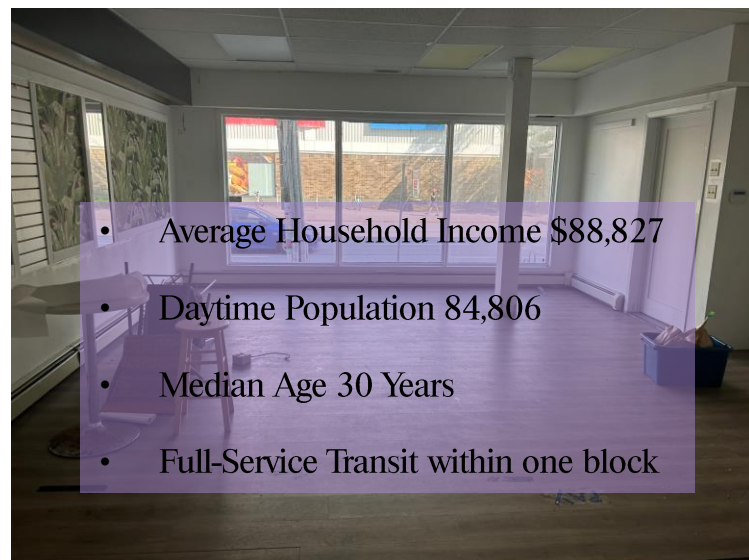 • Average Household Income $88,827
• Daytime Population 84,806
• Median Age 30 Years
• Full-Service Transit within one block